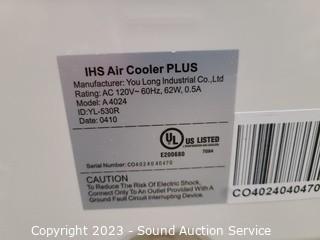 IHS Air Cooler PLUS
Manufacturer: You Long Industrial Co.,Ltd
Rating: AC 120V~ 60Hz, 62W, 0.5A
Model: A4024
ID:YL-530R
Date: 0410
UL US LISTED
E200680
70A4
Serial Number: CO4024040470
CAUTION
To Reduce The Risk Of Electric Shock,
Connect Only To An Outlet Provided With A
Ground Fault Circuit Interrupting Device.
CO4024040470
Copyright ~ 2023 - Sound Auction Service